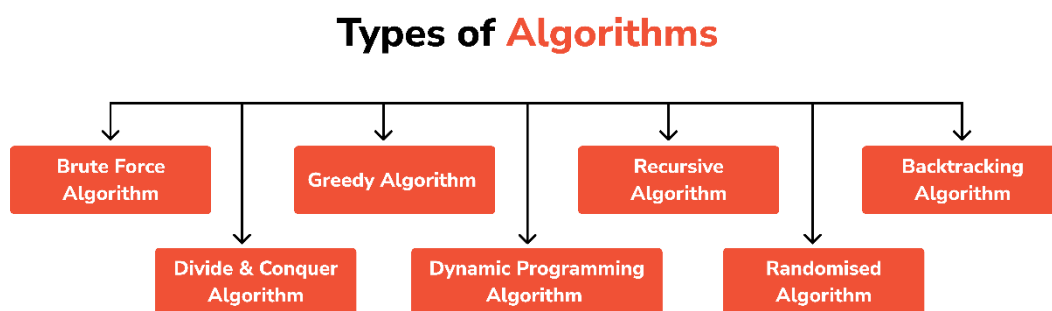 Types of Algorithms
Brute Force
Algorithm
Greedy Algorithm
Recursive
Algorithm
Backtracking
Algorithm
Divide & Conquer
Algorithm
Dynamic Programming
Algorithm
Randomised
Algorithm